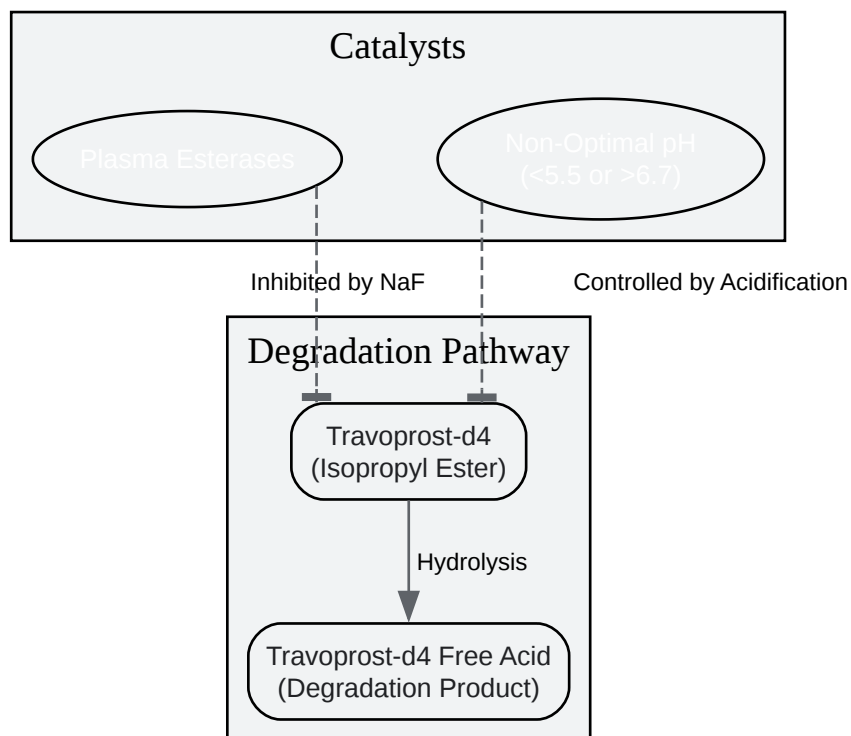 Catalysts
Plasma Esterases
Non-Optimal pH
(<5.5 or >6.7)
Inhibited by NaF
Controlled by Acidification
Degradation Pathway
Travoprost-d4
(Isopropyl Ester)
Hydrolysis
Travoprost-d4 Free Acid
(Degradation Product)